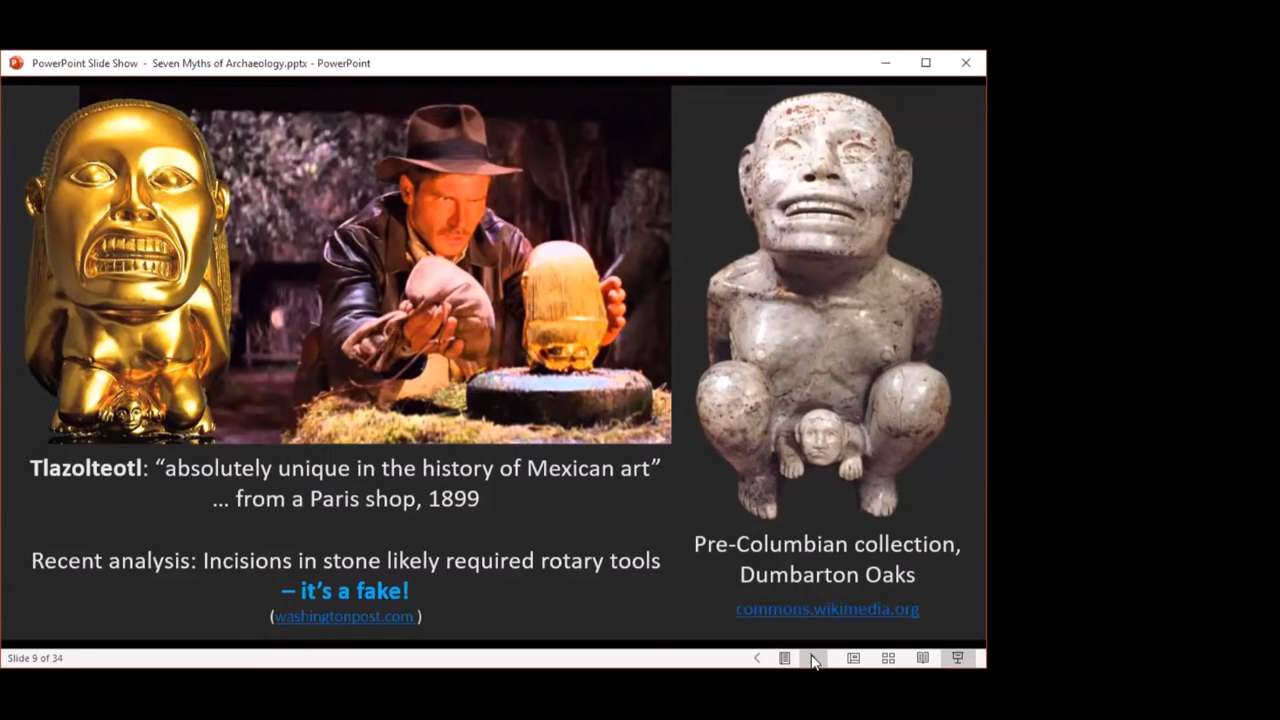 PowerPoint Slide Show - Seven Myths of Archaeology.pptx - PowerPoint
Tlazolteotl: “absolutely unique in the history of Mexican art”
... from a Paris shop, 1899
Recent analysis: Incisions in stone likely required rotary tools
– it’s a fake!
(washingtonpost.com )
Pre-Columbian collection,
Dumbarton Oaks
commons.wikimedia.org
Slide 9 of 34